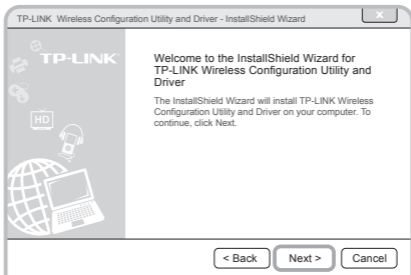 TP-LINK Wireless Configuration Utility and Driver - InstallShield Wizard
x
TP-LINK
HD
Welcome to the InstallShield Wizard for
TP-LINK Wireless Configuration Utility and
Driver
The InstallShield Wizard will install TP-LINK Wireless
Configuration Utility and Driver on your computer. To
continue, click Next.
< Back
Next >
Cancel